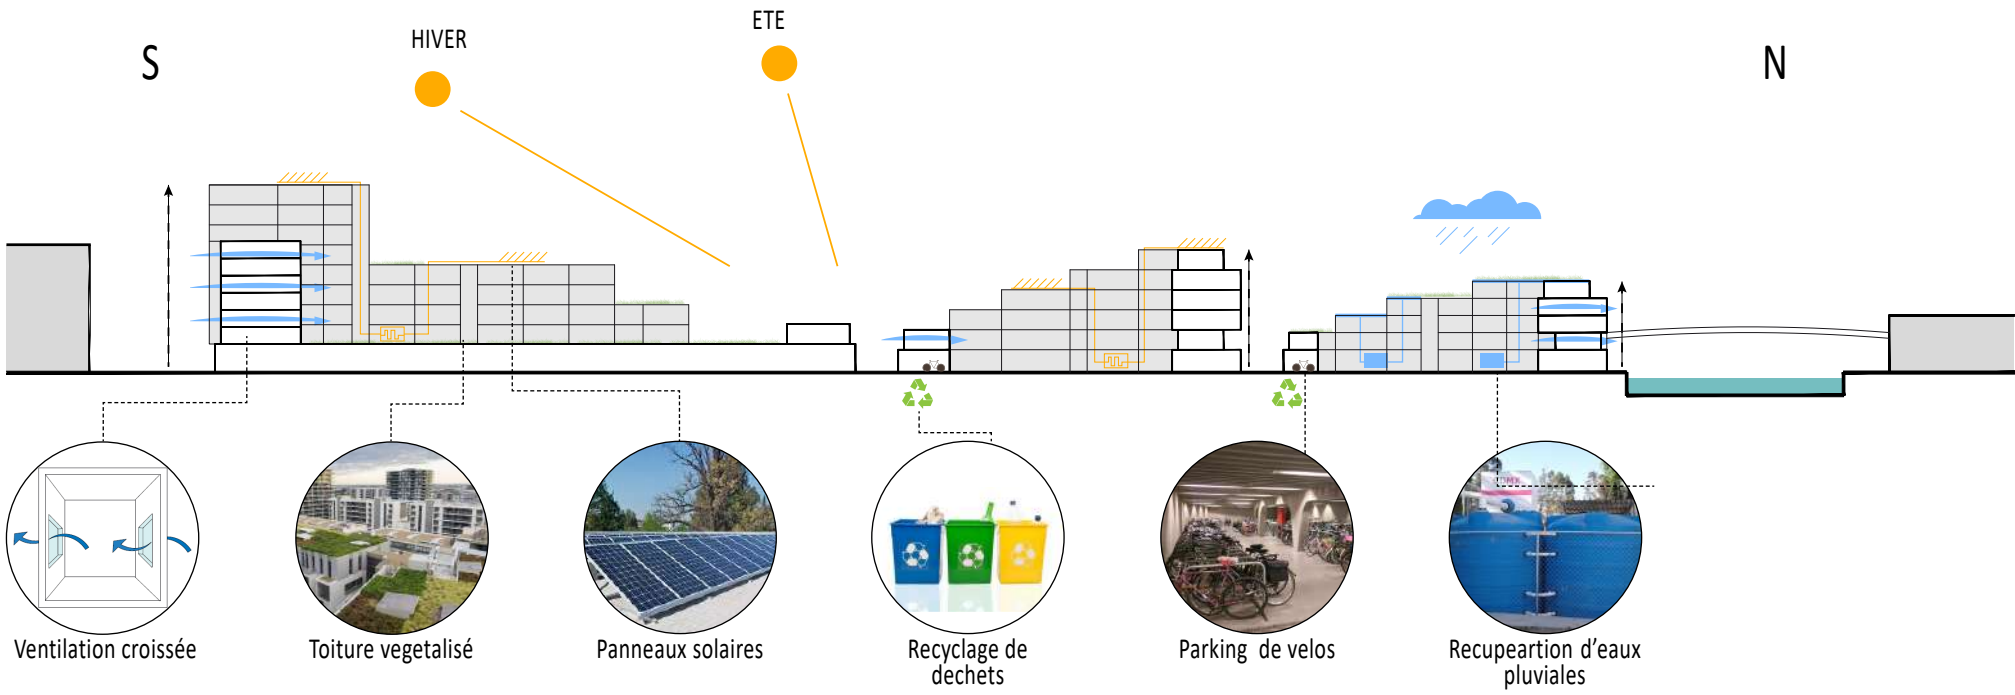 ETE
HIVER
S
N
Ventilation croissée
Toiture vegetalisé
Panneaux solaires
Recyclage de
dechets
Parking de velos
Recupeartion d'eaux
pluviales